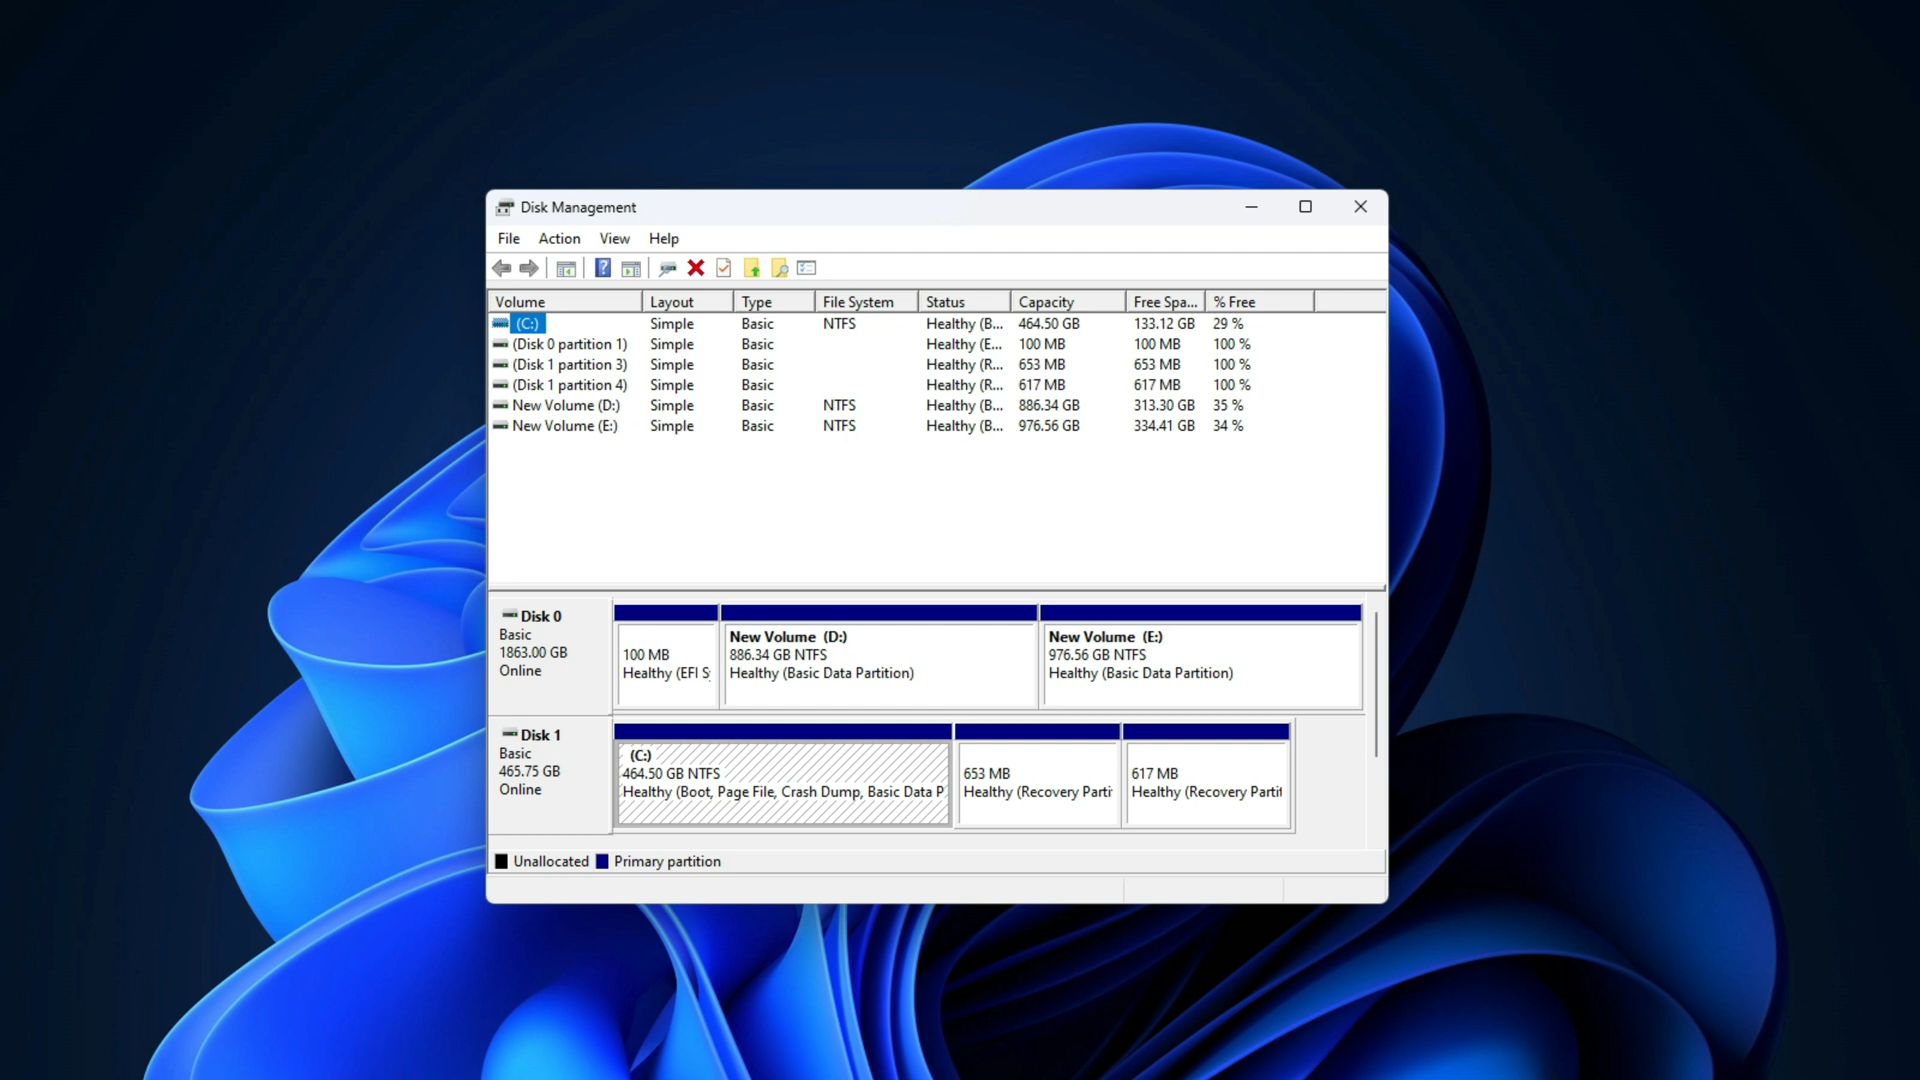 Disk Management
File Action View Help
Volume Layout Type File System Status Capacity Free Spa... % Free
(C:) Simple Basic NTFS Healthy (B... 464.50 GB 133.12 GB 29 %
(Disk 0 partition 1) Simple Basic Healthy (E... 100 MB 100 MB 100 %
(Disk 1 partition 3) Simple Basic Healthy (R... 653 MB 653 MB 100 %
(Disk 1 partition 4) Simple Basic Healthy (R... 617 MB 617 MB 100 %
New Volume (D:) Simple Basic NTFS Healthy (B... 886.34 GB 313.30 GB 35 %
New Volume (E:) Simple Basic NTFS Healthy (B... 976.56 GB 334.41 GB 34 %
Disk 0
Basic
1863.00 GB
Online
100 MB
Healthy (EFI S
New Volume (D:)
886.34 GB NTFS
Healthy (Basic Data Partition)
New Volume (E:)
976.56 GB NTFS
Healthy (Basic Data Partition)
Disk 1
Basic
465.75 GB
Online
(C:)
464.50 GB NTFS
Healthy (Boot, Page File, Crash Dump, Basic Data P
653 MB
Healthy (Recovery Parti
617 MB
Healthy (Recovery Partit
Unallocated Primary partition